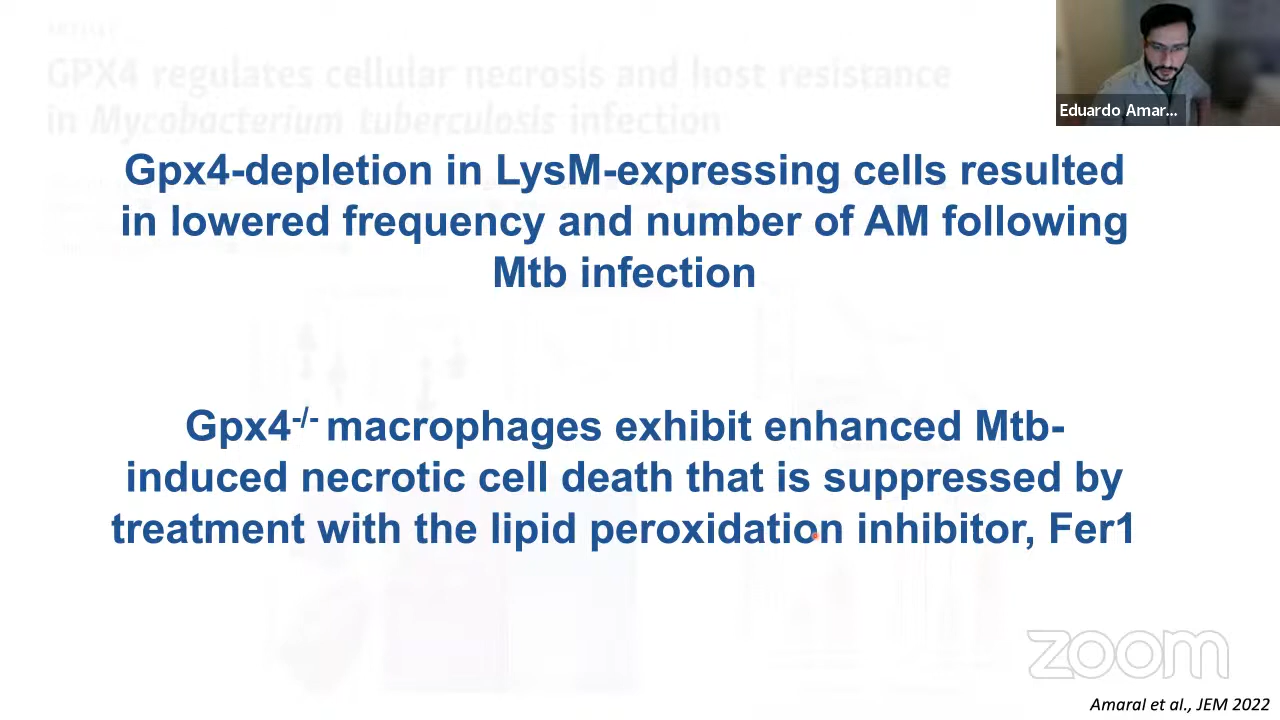 ARTICLE
GPX4 regulates cellular necrosis and host resistance
in Mycobacterium tuberculosis infection
Eduardo Amar...
Gpx4-depletion in LysM-expressing cells resulted
in lowered frequency and number of AM following
Mtb infection
Gpx4-/- macrophages exhibit enhanced Mtb-
induced necrotic cell death that is suppressed by
treatment with the lipid peroxidation inhibitor, Fer1
zoom
Amaral et al., JEM 2022